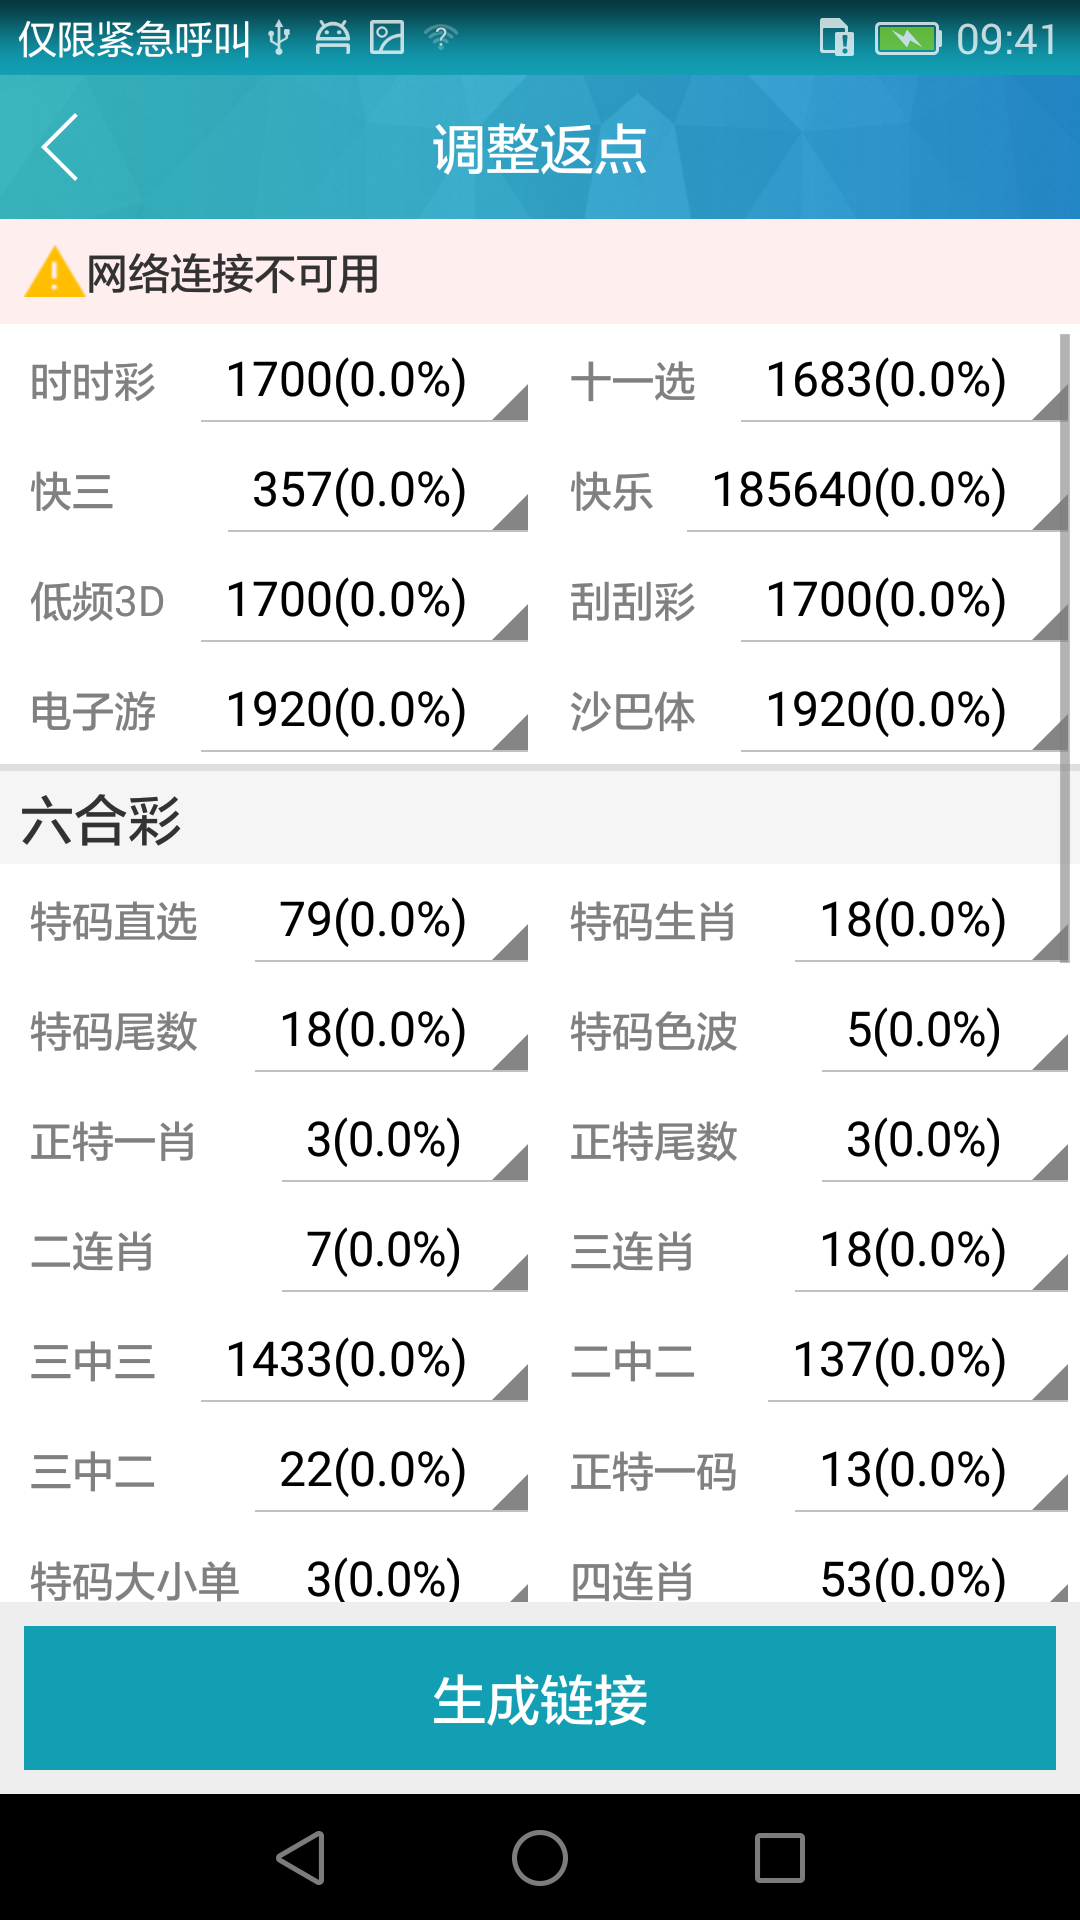 仅限紧急呼叫 09:41
调整返点
网络连接不可用
时时彩 1700(0.0%) 十一选 1683(0.0%)
快三 357(0.0%) 快乐 185640(0.0%)
低频3D 1700(0.0%) 刮刮彩 1700(0.0%)
电子游 1920(0.0%) 沙巴体 1920(0.0%)
六合彩
特码直选 79(0.0%) 特码生肖 18(0.0%)
特码尾数 18(0.0%) 特码色波 5(0.0%)
正特一肖 3(0.0%) 正特尾数 3(0.0%)
二连肖 7(0.0%) 三连肖 18(0.0%)
三中三 1433(0.0%) 二中二 137(0.0%)
三中二 22(0.0%) 正特一码 13(0.0%)
特码大小单 3(0.0%) 四连肖 53(0.0%)
生成链接